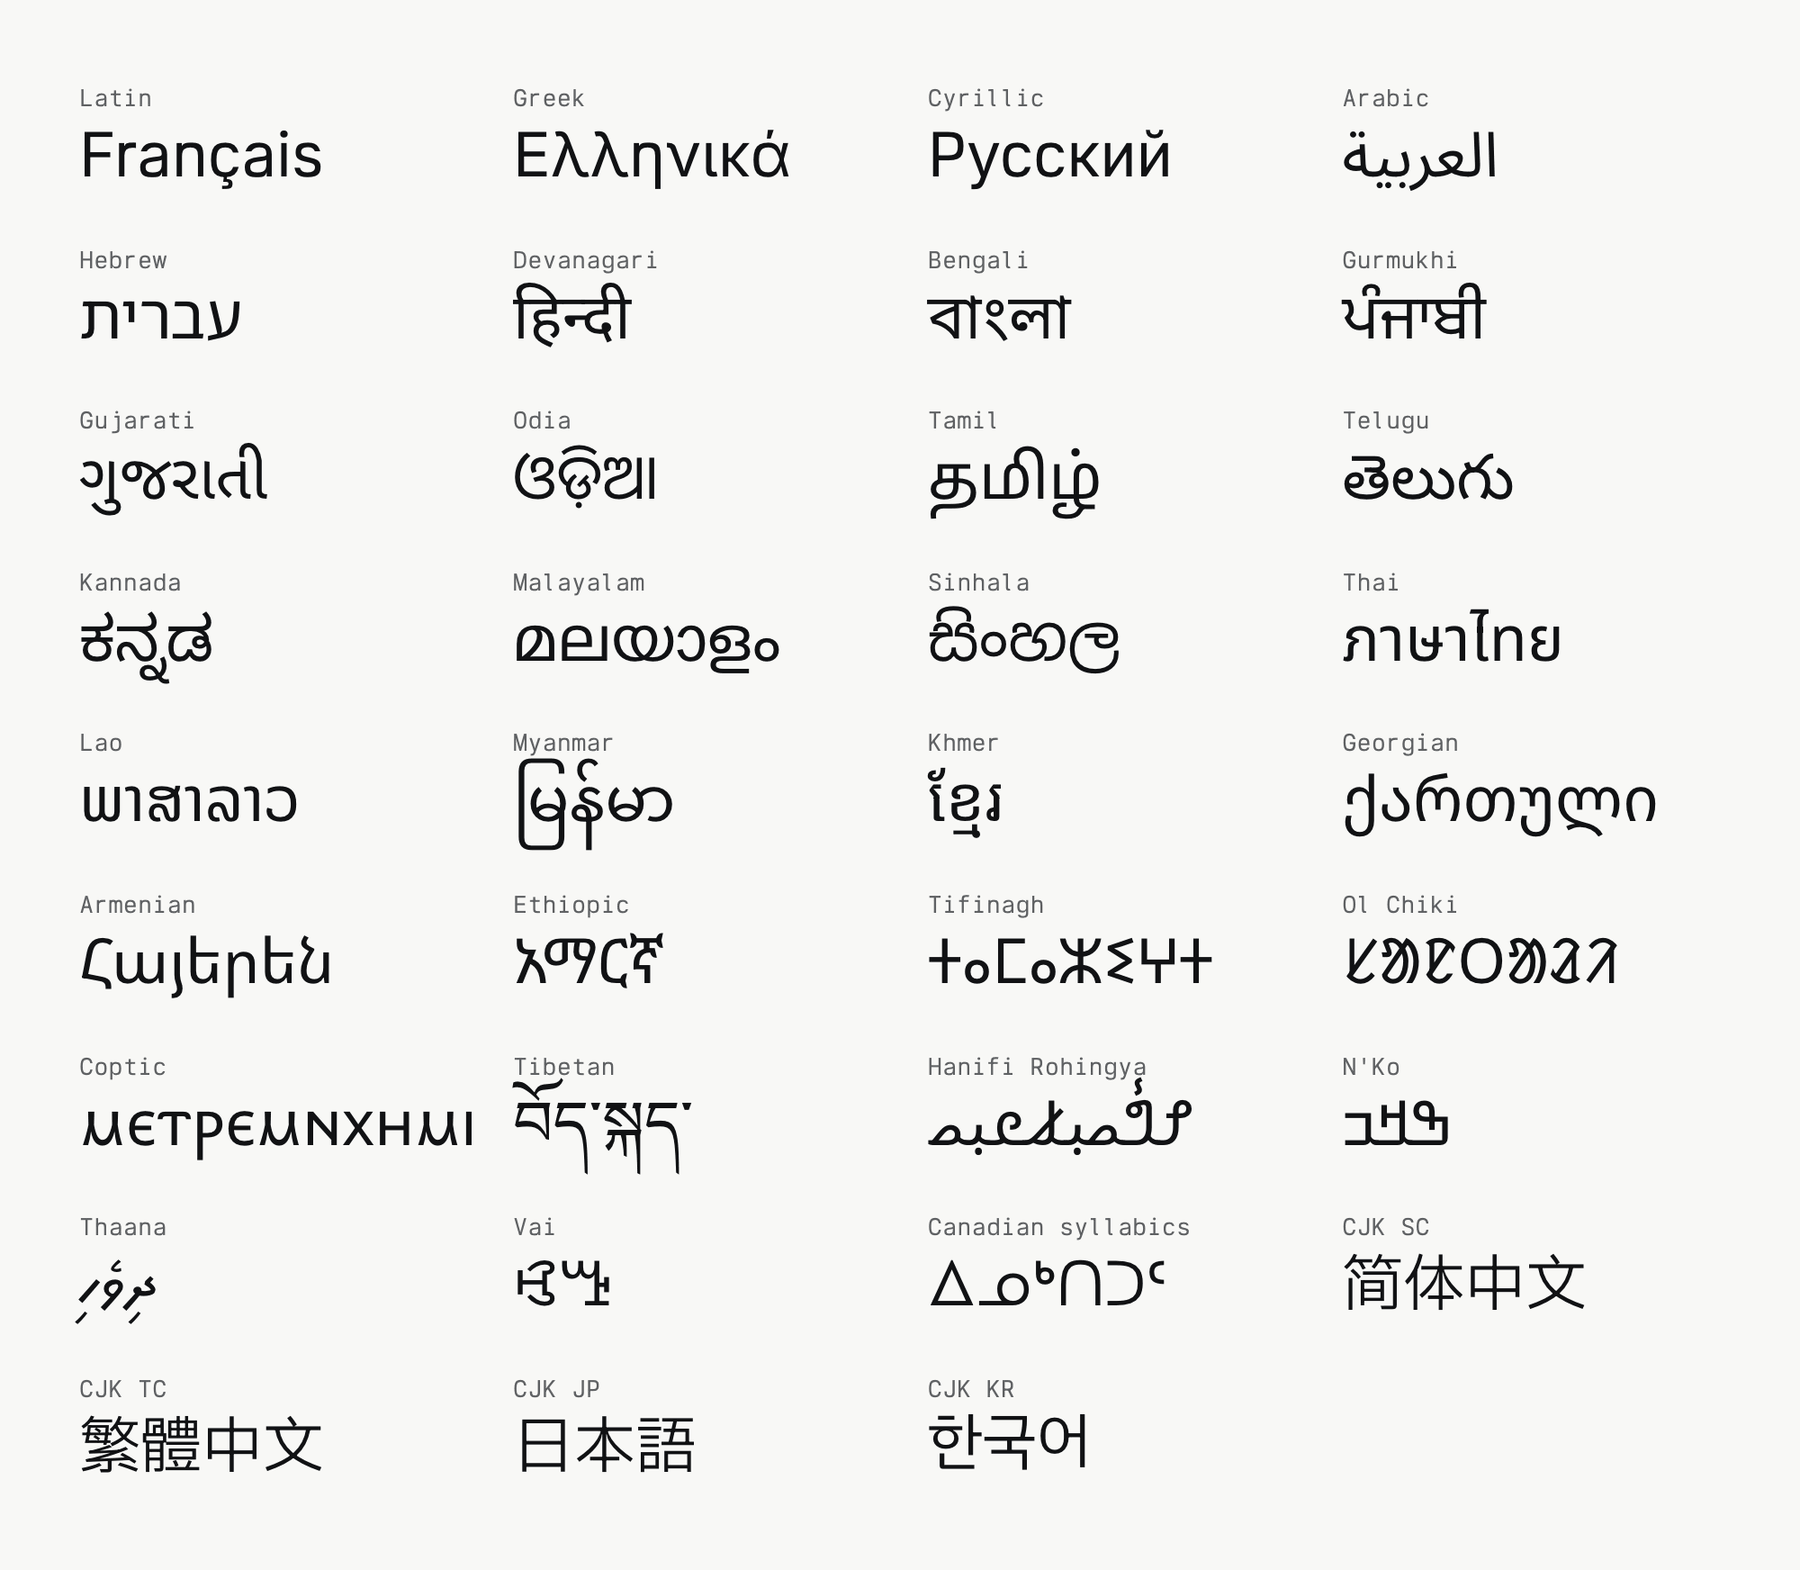 Latin
Français
Greek
Ελληνικά
Cyrillic
Русский
Arabic
العربية
Hebrew
עברית
Devanagari
हिन्दी
Bengali
বাংলা
Gurmukhi
ਪੰਜਾਬੀ
Gujarati
ગુજરાતી
Odia
ଓଡ଼ିଆ
Tamil
தமிழ்
Telugu
తెలుగు
Kannada
ಕನ್ನಡ
Malayalam
മലയാളം
Sinhala
සිංහල
Thai
ภาษาไทย
Lao
ພາສາລາວ
Myanmar
မြန်မာ
Khmer
ខ្មែរ
Georgian
ქართული
Armenian
Հայերեն
Ethiopic
አማርኛ
Tifinagh
ⵜⴰⵎⴰⵣⵉⵖⵜ
Ol Chiki
Coptic
ⲙⲉⲧⲣⲉⲙⲛⲭⲏⲙⲓ
Tibetan
བོད་སྐད་
Hanifi Rohingya
N'Ko
ߒߞߏ
Thaana
ދިވެހި
Vai
ꕙꔤ
Canadian syllabics
ᐃᓄᒃᑎᑐᑦ
CJK SC
简体中文
CJK TC
繁體中文
CJK JP
日本語
CJK KR
한국어